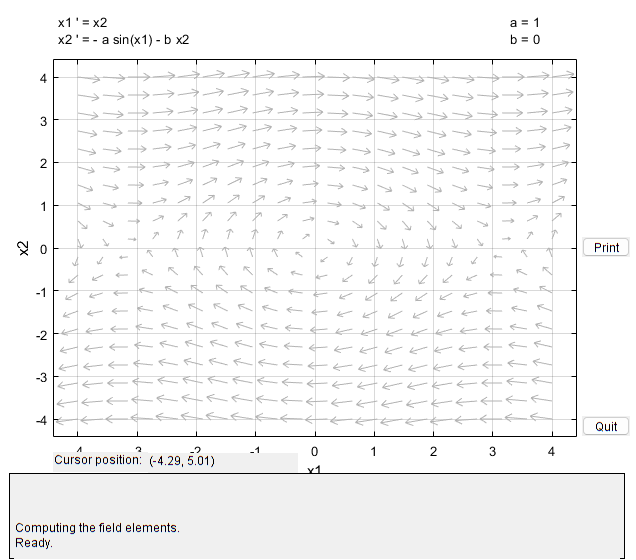 x1 ' = x2
a = 1
x2 ' = - a sin(x1) - b x2
b = 0
4
3
2
1
0
-1
-2
-3
-4
x2
Print
Quit
-4 -3 -2 -1 0 1 2 3 4
x1
Cursor position: (-4.29, 5.01)
Computing the field elements.
Ready.